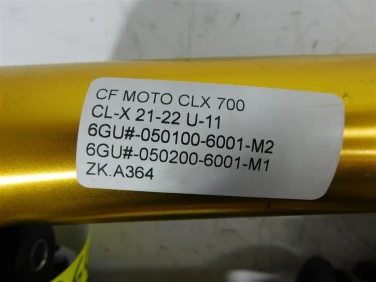 CF MOTO CLX 700
CL-X 21-22 U-11
6GU#-050100-6001-M2
6GU#-050200-6001-M1
ZK.A364